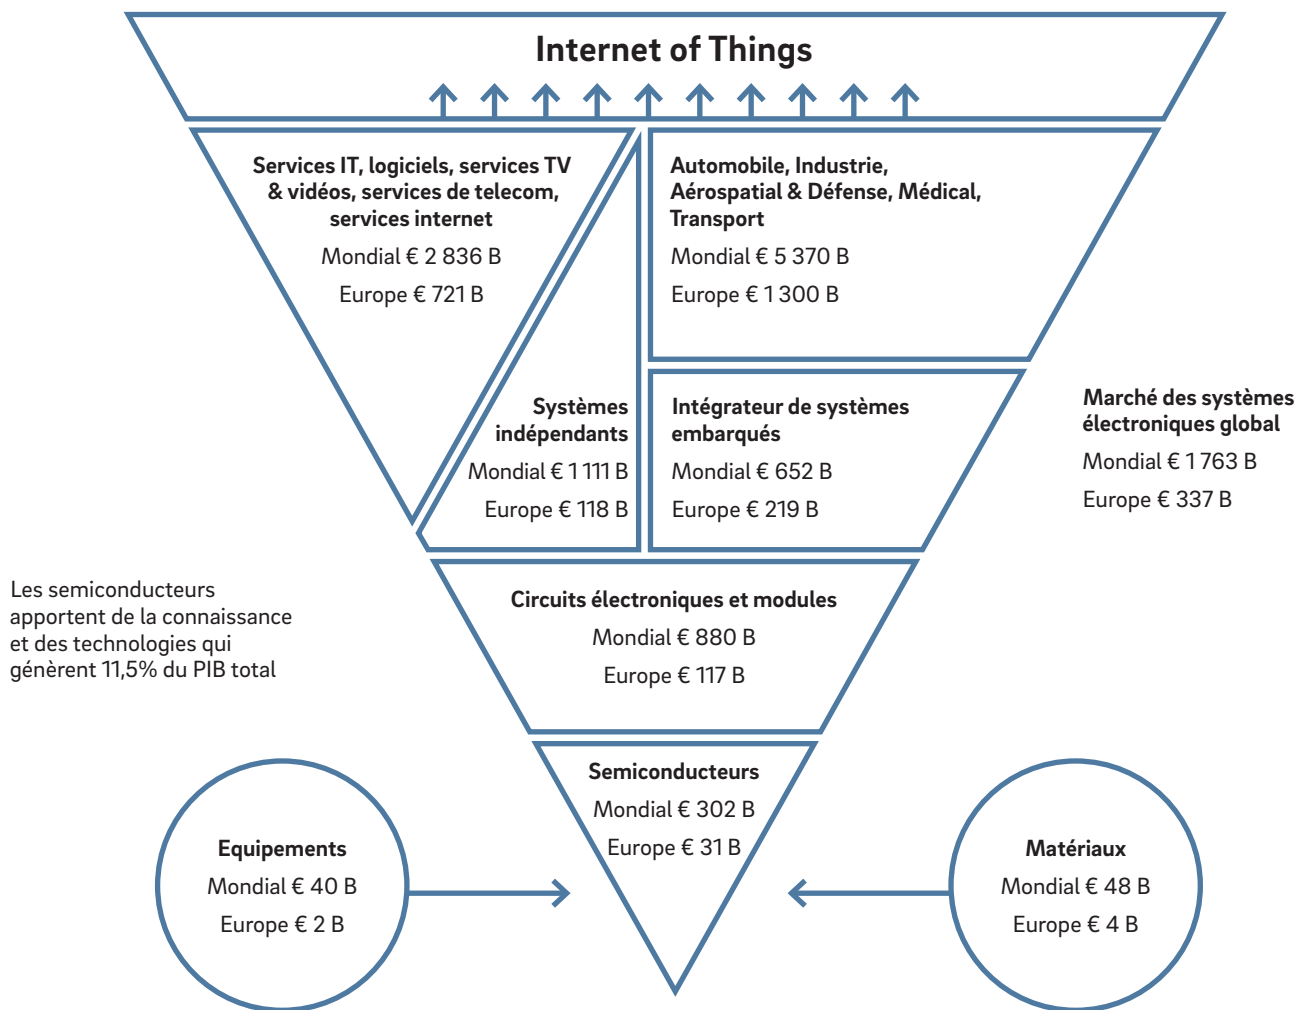 Internet of Things
Services IT, logiciels, services TV
& vidéos, services de telecom,
services internet
Mondial € 2 836 B
Europe € 721 B
Automobile, Industrie,
Aérospatial & Défense, Médical,
Transport
Mondial € 5 370 B
Europe € 1 300 B
Systèmes
indépendants
Mondial € 1 111 B
Europe € 118 B
Intégrateur de systèmes
embarqués
Mondial € 652 B
Europe € 219 B
Marché des systèmes
électroniques global
Mondial € 1 763 B
Europe € 337 B
Les semiconducteurs
apportent de la connaissance
et des technologies qui
génèrent 11,5% du PIB total
Circuits électroniques et modules
Mondial € 880 B
Europe € 117 B
Semiconducteurs
Mondial € 302 B
Europe € 31 B
Equipements
Mondial € 40 B
Europe € 2 B
Matériaux
Mondial € 48 B
Europe € 4 B